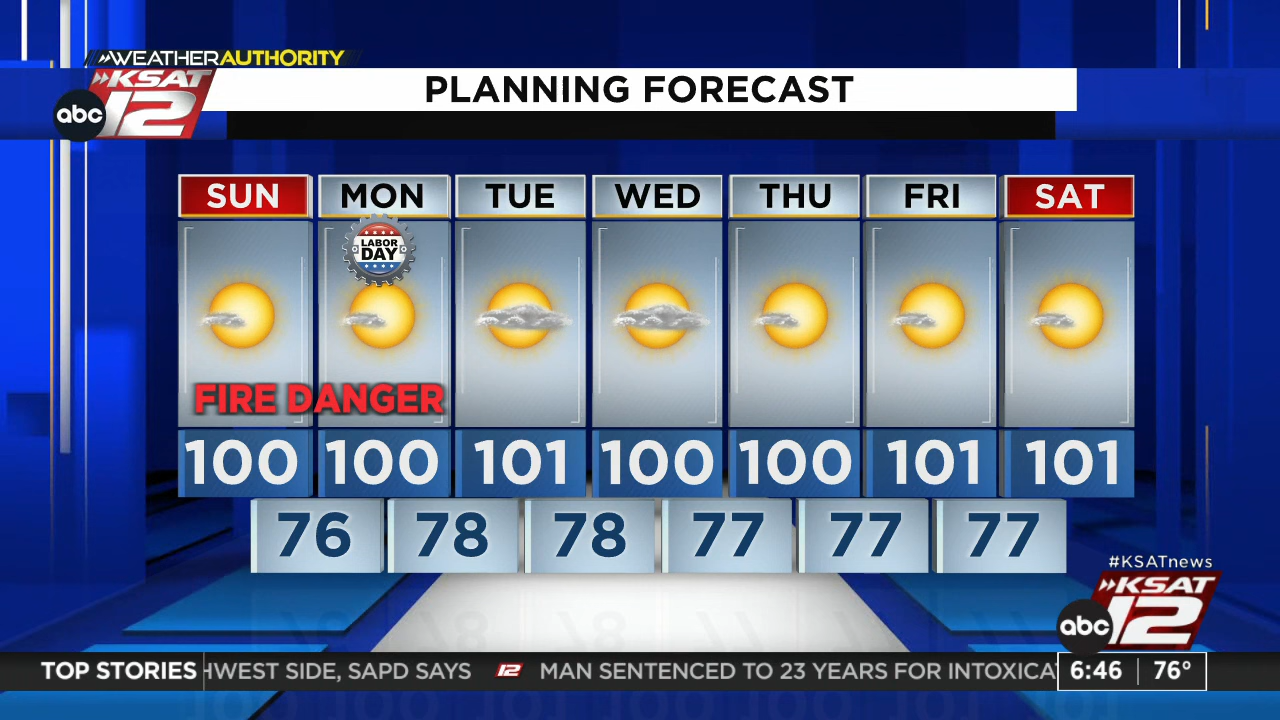 WEATHERAUTHORITY
KSAT
abc 12
PLANNING FORECAST
SUN MON TUE WED THU FRI SAT
LABOR
DAY
FIRE DANGER
100 100 101 100 100 101 101
76 78 78 77 77 77
#KSATnews
KSAT
abc 12
TOP STORIES HWEST SIDE, SAPD SAYS 12 MAN SENTENCED TO 23 YEARS FOR INTOXICA 6:46 76°